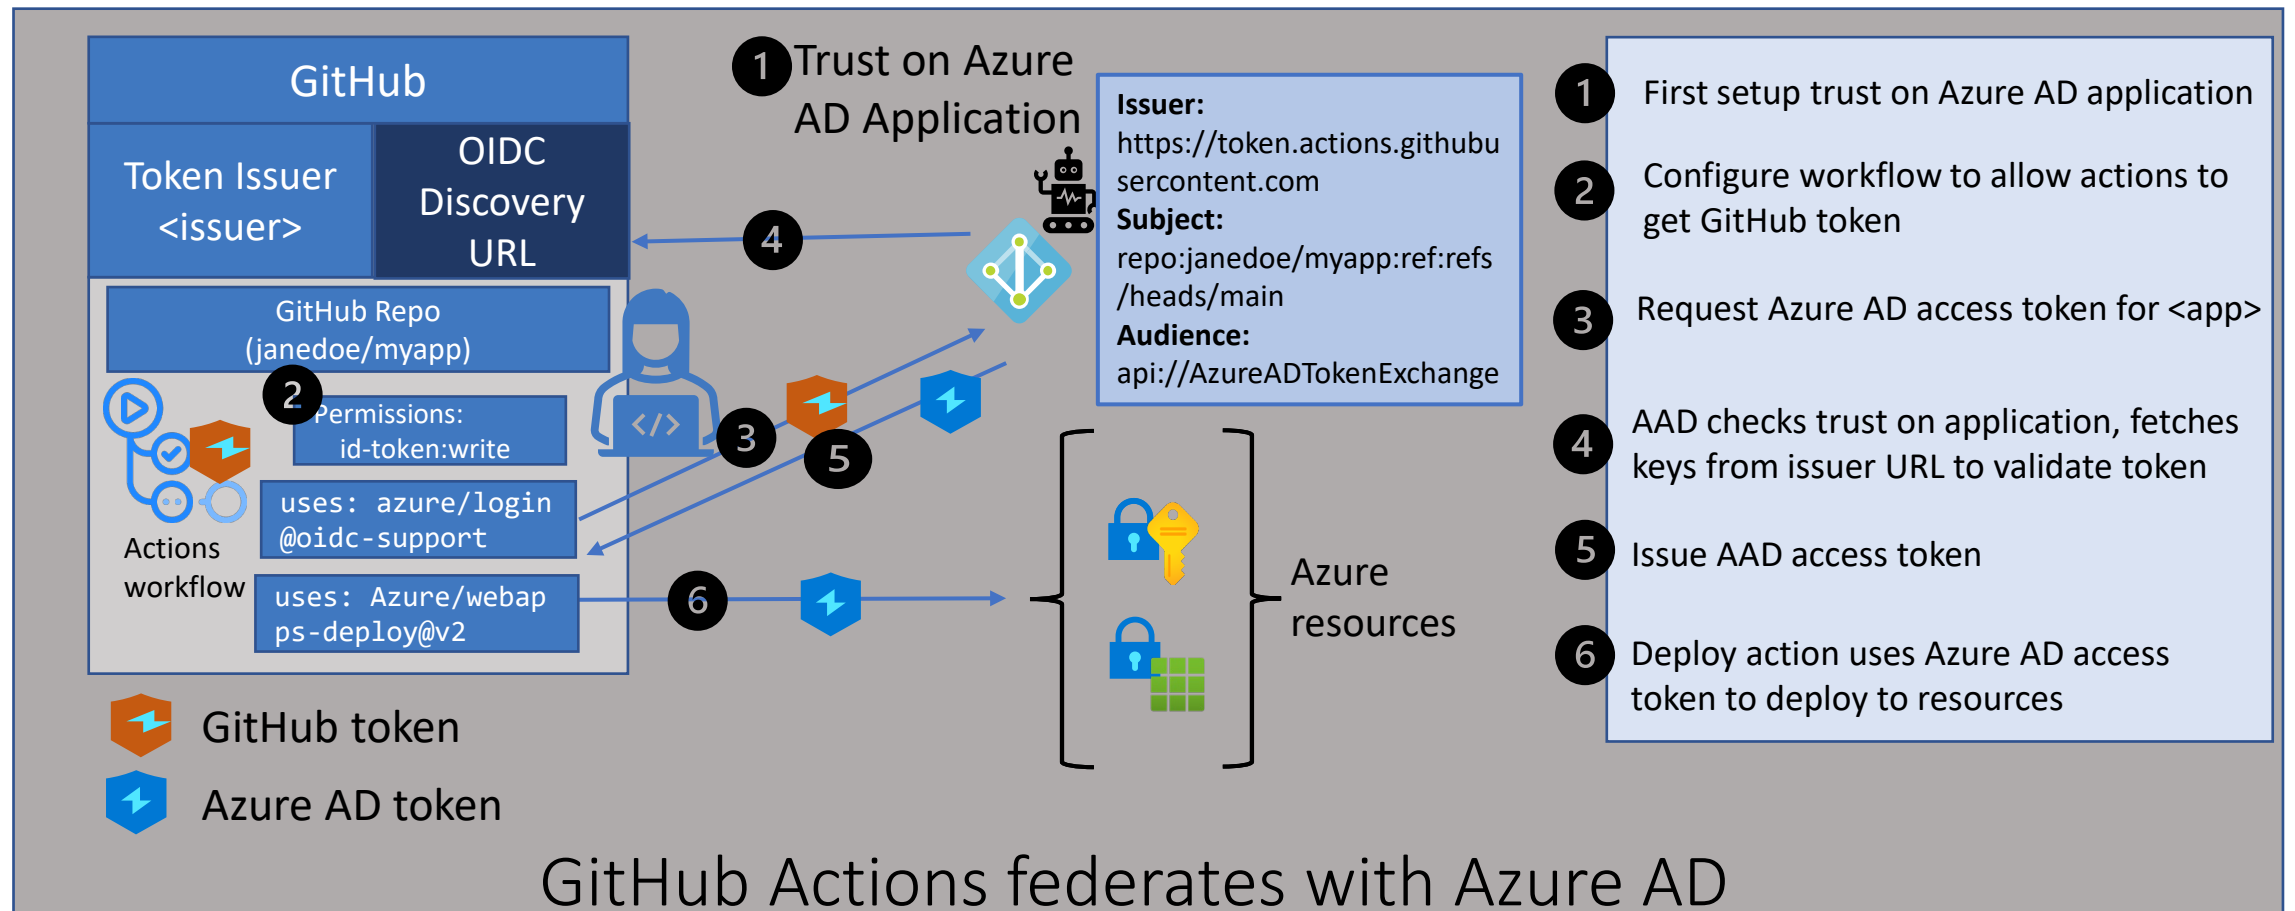 GitHub
Token Issuer
<issuer>
OIDC
Discovery
URL
GitHub Repo
(janedoe/myapp)
2
Permissions:
id-token:write
uses: azure/login
@oidc-support
Actions
workflow
uses: Azure/webap
ps-deploy@v2
GitHub token
Azure AD token
1
Trust on Azure
AD Application
4
3
5
6
Issuer:
https://token.actions.githubu
sercontent.com
Subject:
repo:janedoe/myapp:ref:refs
/heads/main
Audience:
api://AzureADTokenExchange
</>
Azure
resources
1 First setup trust on Azure AD application
2 Configure workflow to allow actions to
get GitHub token
3 Request Azure AD access token for <app>
4 AAD checks trust on application, fetches
keys from issuer URL to validate token
5 Issue AAD access token
6 Deploy action uses Azure AD access
token to deploy to resources
GitHub Actions federates with Azure AD